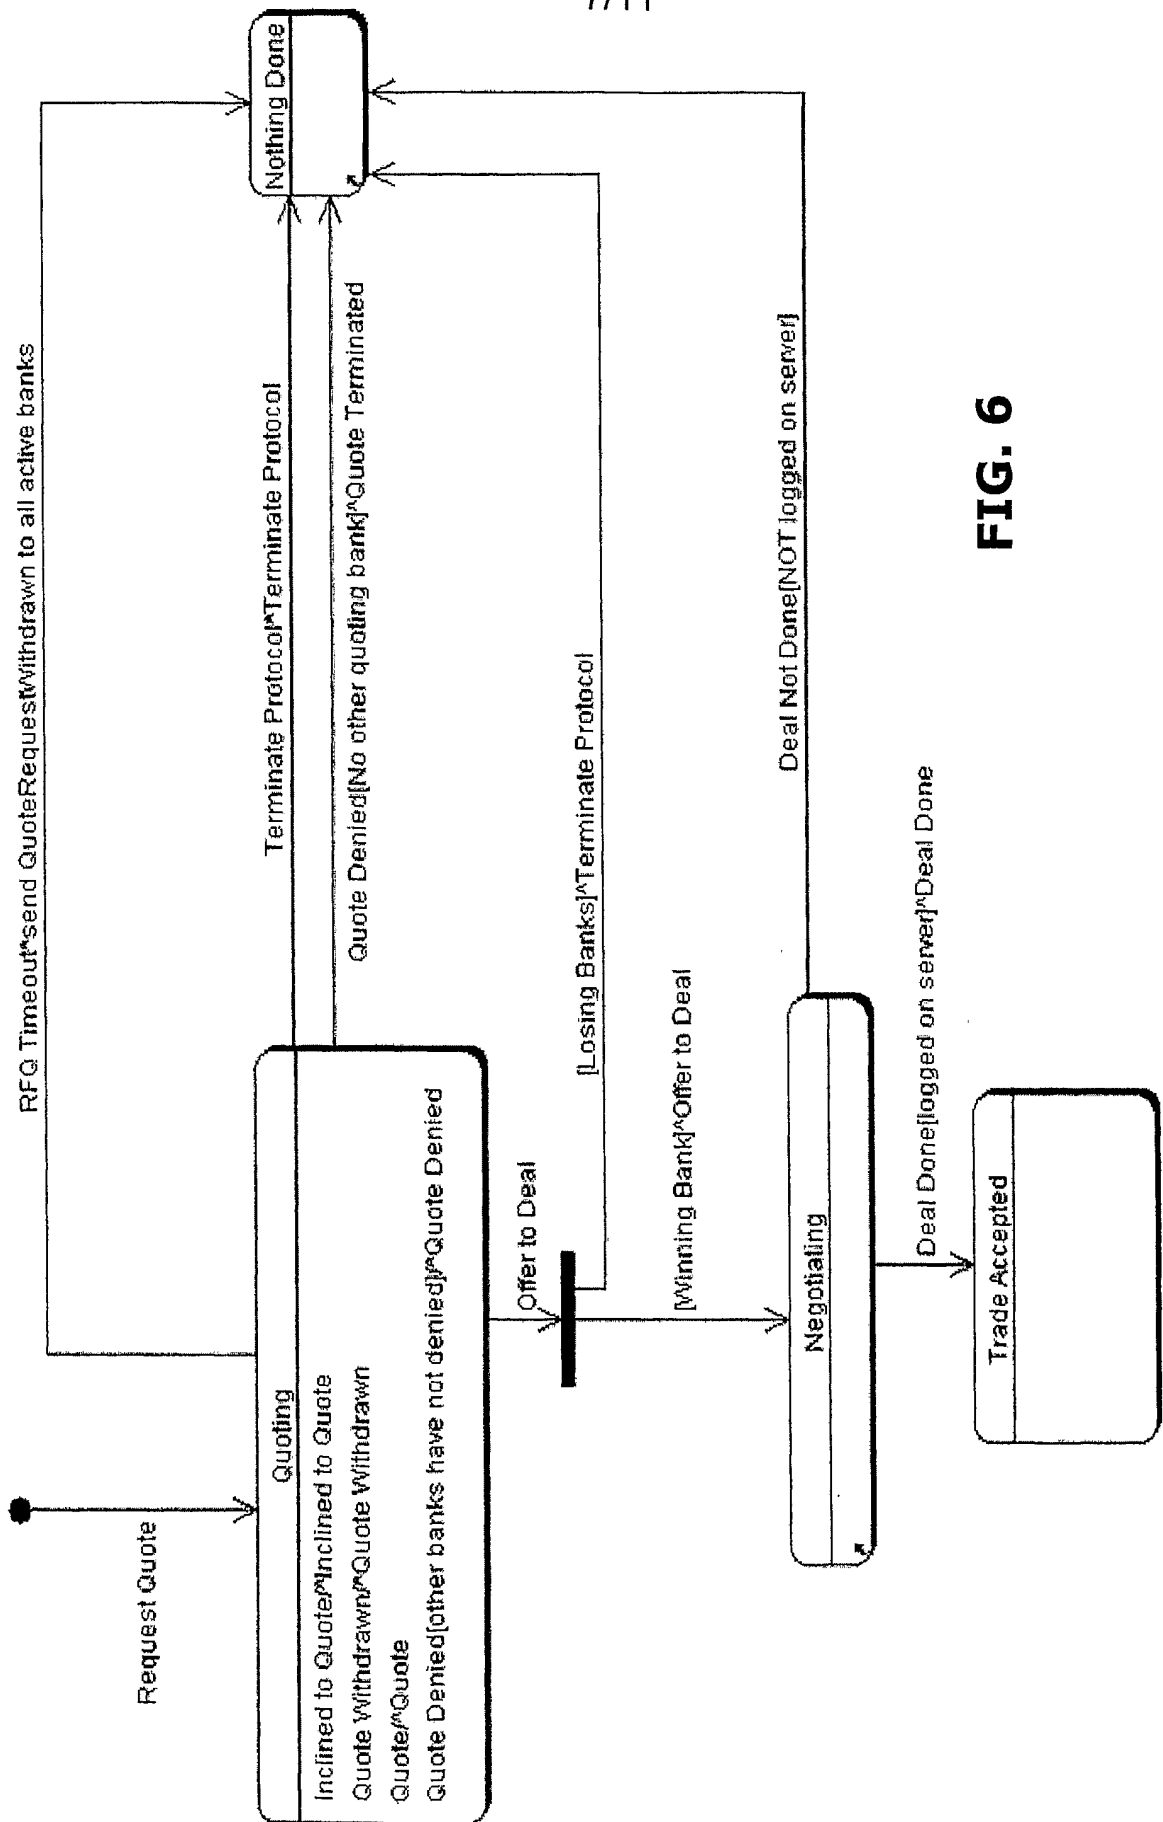 7/11
RFQ Timeout^send QuoteRequestWithdrawn to all active banks
Request Quote
Nothing Done
Terminate Protocol^Terminate Protocol
Quote Denied[No other quoting bank]^Quote Terminated
Quoting
Inclined to Quote/^Inclined to Quote
Quote Withdrawn/^Quote Withdrawn
Quote/^Quote
Quote Denied[other banks have not denied]/^Quote Denied
Offer to Deal
[Losing Banks]^Terminate Protocol
[Winning Bank]^Offer to Deal
Deal Not Done[NOT logged on server]
Negotiating
Deal Done[logged on server]^Deal Done
Trade Accepted
FIG. 6